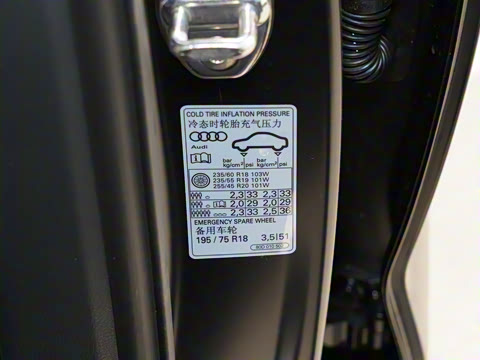 COLD TIRE INFLATION PRESSURE
冷态时轮胎充气压力
Audi
bar kg/cm² psi bar kg/cm² psi
235/60 R18 103W
235/55 R19 101W
255/45 R20 101W
2,3 33 2,3 33
2,0 29 2,0 29
2,3 33 2,5 36
EMERGENCY SPARE WHEEL
备用车轮
195/75 R18 3,5 51